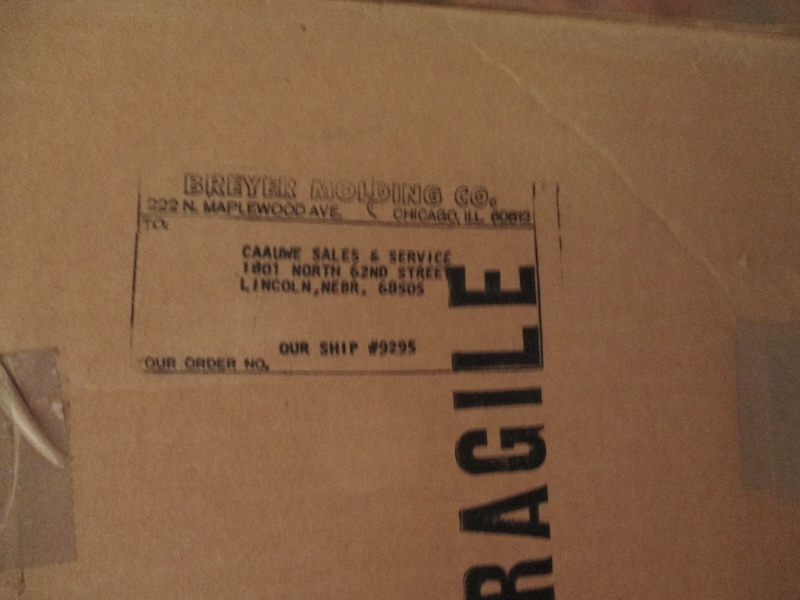 BREYER MOLDING CO.
222 N. MAPLEWOOD AVE. CHICAGO, ILL. 60612
TO:
CAAUWE SALES & SERVICE
1801 NORTH 62ND STREET
LINCOLN,NEBR. 68505
OUR SHIP #9295
OUR ORDER NO.
RAGILE